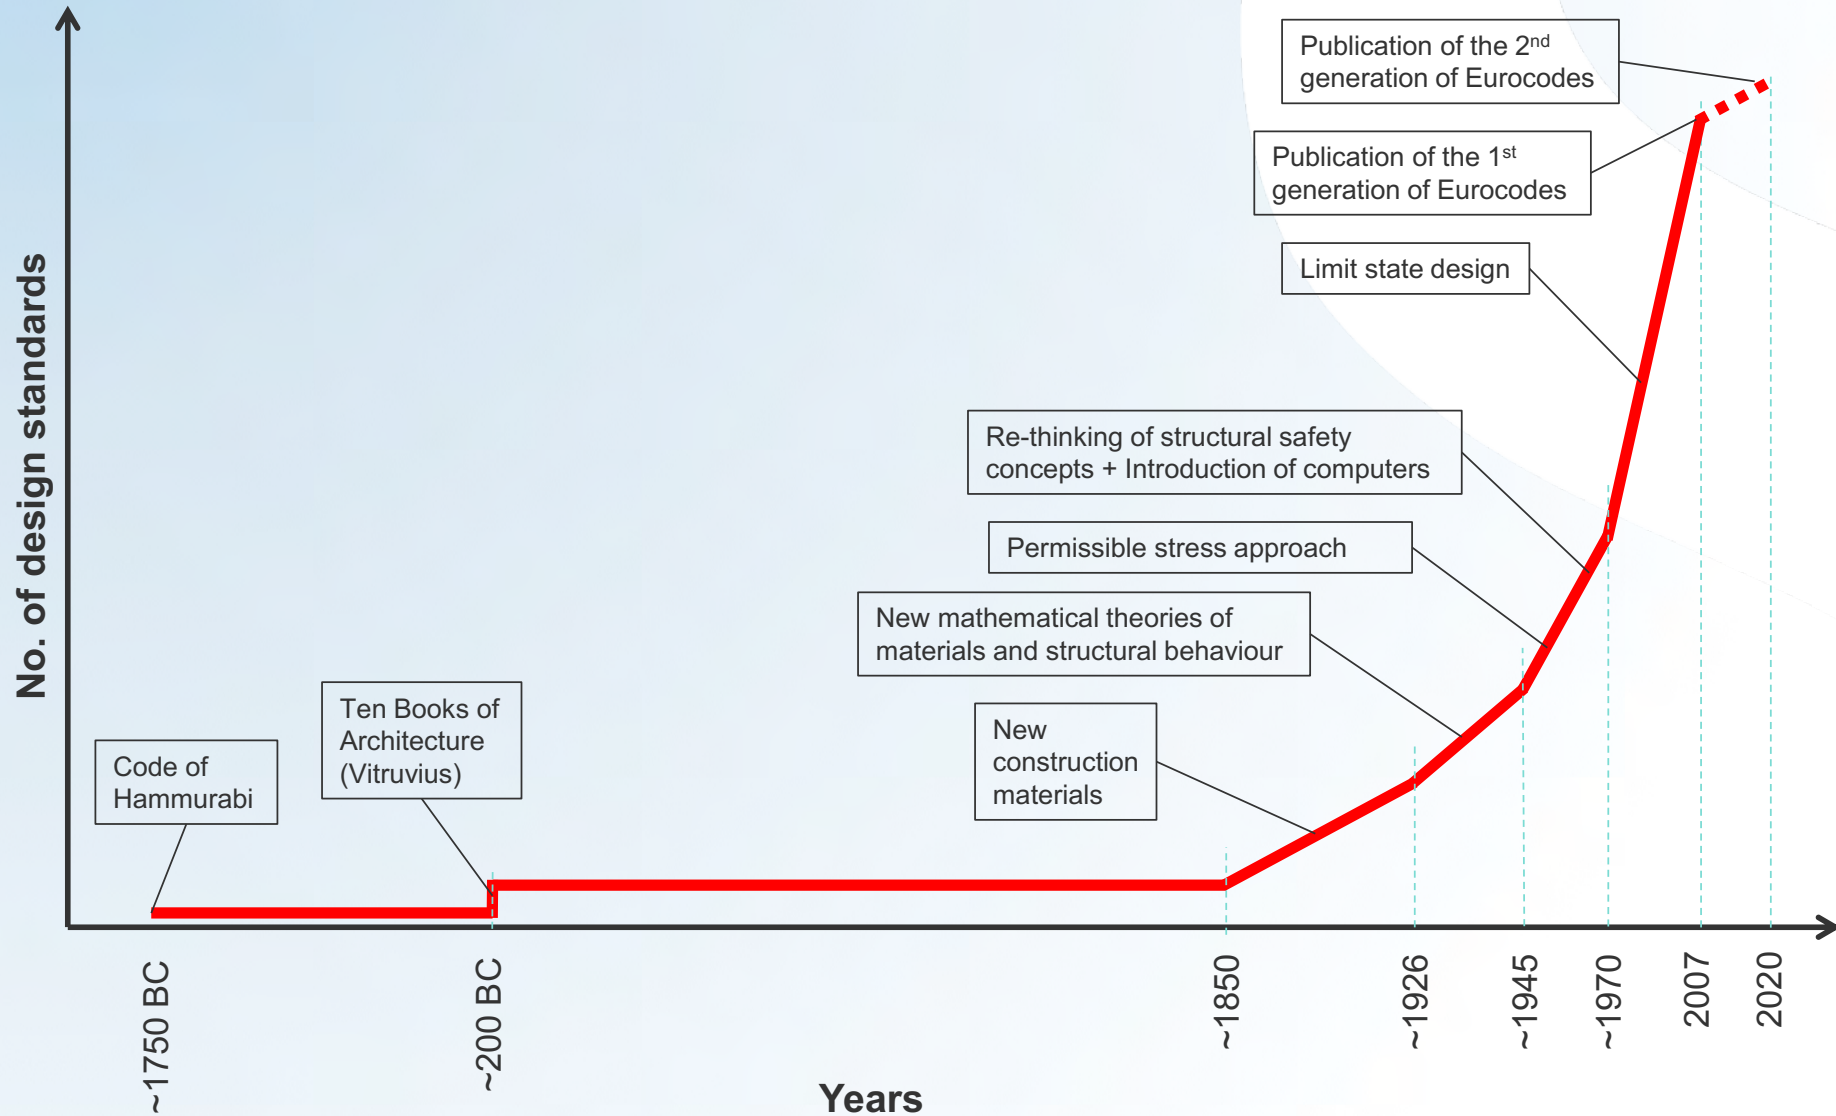 Publication of the 2nd
generation of Eurocodes
Publication of the 1st
generation of Eurocodes
Limit state design
Re-thinking of structural safety
concepts + Introduction of computers
Permissible stress approach
New mathematical theories of
materials and structural behaviour
New
construction
materials
Ten Books of
Architecture
(Vitruvius)
Code of
Hammurabi
No. of design standards
~1750 BC
~200 BC
~1850
~1926
~1945
~1970
2007
2020
Years